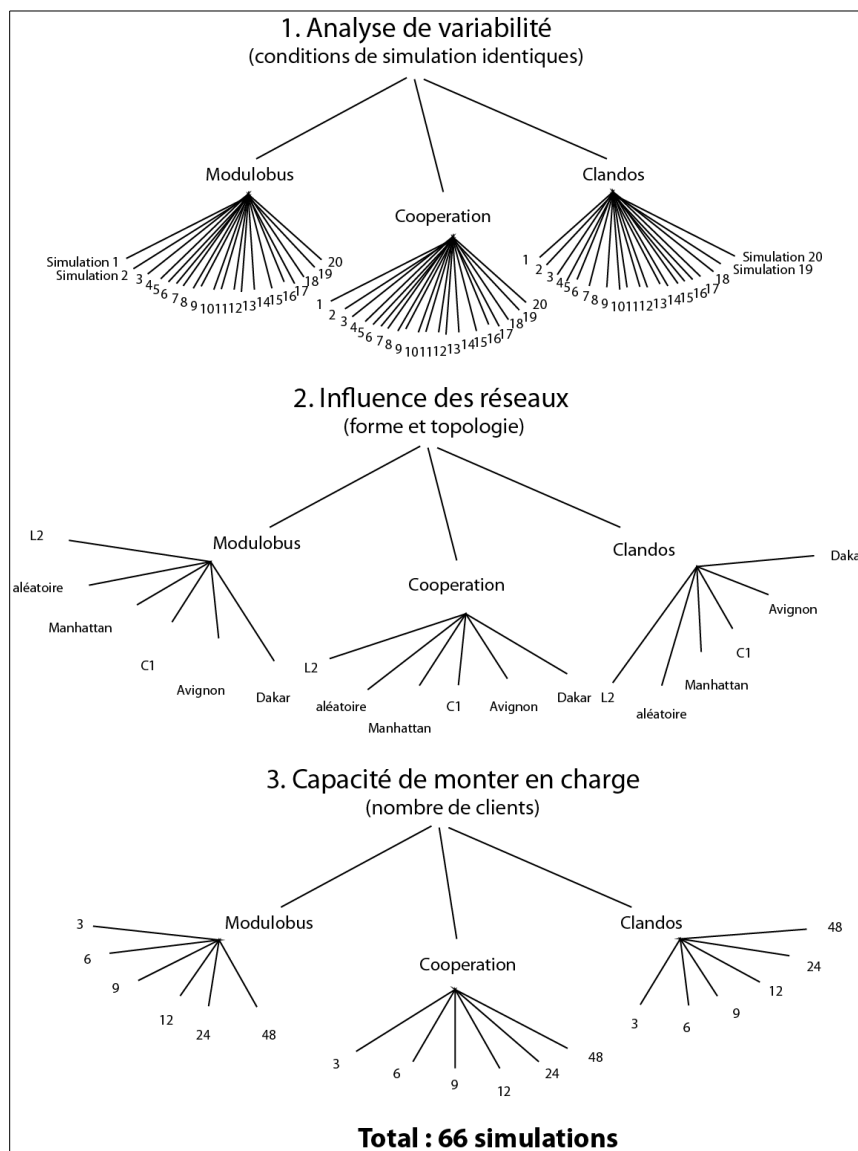 1. Analyse de variabilité
(conditions de simulation identiques)
Modulobus
Simulation 1
Simulation 2
3
4
5
6
7
8
9
10
11
12
13
14
15
16
17
18
19
20
Cooperation
1
2
3
4
5
6
7
8
9
10
11
12
13
14
15
16
17
18
19
20
Clandos
1
2
3
4
5
6
7
8
9
10
11
12
13
14
15
16
17
18
Simulation 19
Simulation 20
2. Influence des réseaux
(forme et topologie)
Modulobus
L2
aléatoire
Manhattan
C1
Avignon
Dakar
Cooperation
L2
aléatoire
Manhattan
C1
Avignon
Dakar
Clandos
L2
aléatoire
Manhattan
C1
Avignon
Daka
3. Capacité de monter en charge
(nombre de clients)
Modulobus
3
6
9
12
24
48
Cooperation
3
6
9
12
24
48
Clandos
3
6
9
12
24
48
Total : 66 simulations